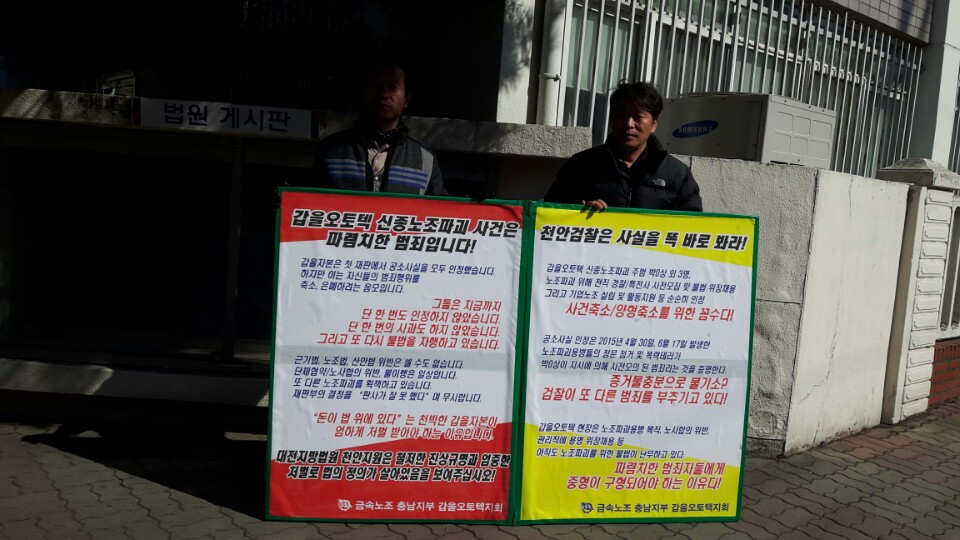 법원 게시판
SAMSUNG
갑을오토텍 신종노조파괴 사건은
파렴치한 범죄입니다!
갑을자본은 첫 재판에서 공소사실을 모두 인정했습니다.
하지만 이는 자신들의 범죄행위를
축소, 은폐하려는 음모입니다.
그들은 지금까지
단 한 번도 인정하지 않았습니다.
단 한 번의 사과도 하지 않았습니다.
그리고 또 다시 불법을 자행하고 있습니다.
근기법, 노조법, 산안법 위반은 셀 수도 없습니다.
단체협약/노사합의 위반, 불이행은 일상입니다.
또 다른 노조파괴를 획책하고 있습니다.
재판부의 결정을 “판사가 잘 못 했다” 며 무시합니다.
“돈이 법 위에 있다” 는 천박한 갑을자본이
엄하게 처벌 받아야 하는 이유입니다.
대전지방법원 천안지원은 철저한 진상규명과 엄중한
처벌로 법의 정의가 살아있음을 보여주십시오!
금속노조 충남지부 갑을오토텍지회
천안검찰은 사실을 똑 바로 봐라!
갑을오토텍 신종노조파괴 주범 박0상 외 3명,
노조파괴 위해 전직 경찰/특전사 사전모집 및 불법 위장채용
그리고 기업노조 설립 및 활동지원 등 순순히 인정
사건축소/양형축소를 위한 꼼수다!
공소사실 인정은 2015년 4월 30일, 6월 17일 발생한
노조파괴용병들의 정문 점거 및 폭력테러가
박0상이 지시에 의해 사전모의 된 범죄라는 것을 증명한다.
증거불충분으로 불기소?
검찰이 또 다른 범죄를 부추기고 있다!
갑을오토텍 현장은 노조파괴용병 복직, 노사합의 위반,
관리직에 용병 위장채용 등
아직도 노조파괴를 위한 불법이 난무하고 있다
파렴치한 범죄자들에게
중형이 구형되어야 하는 이유다!
금속노조 충남지부 갑을오토텍지회